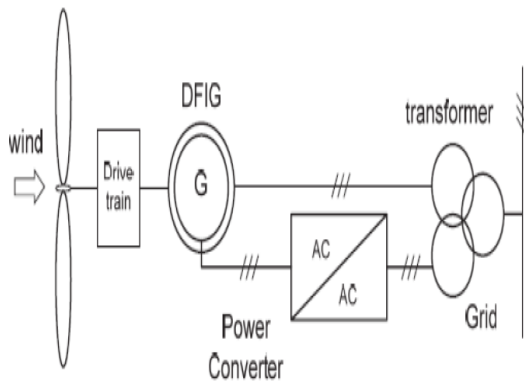 wind
Drive
train
DFIG
G
transformer
AC
AC
Power
Converter
Grid